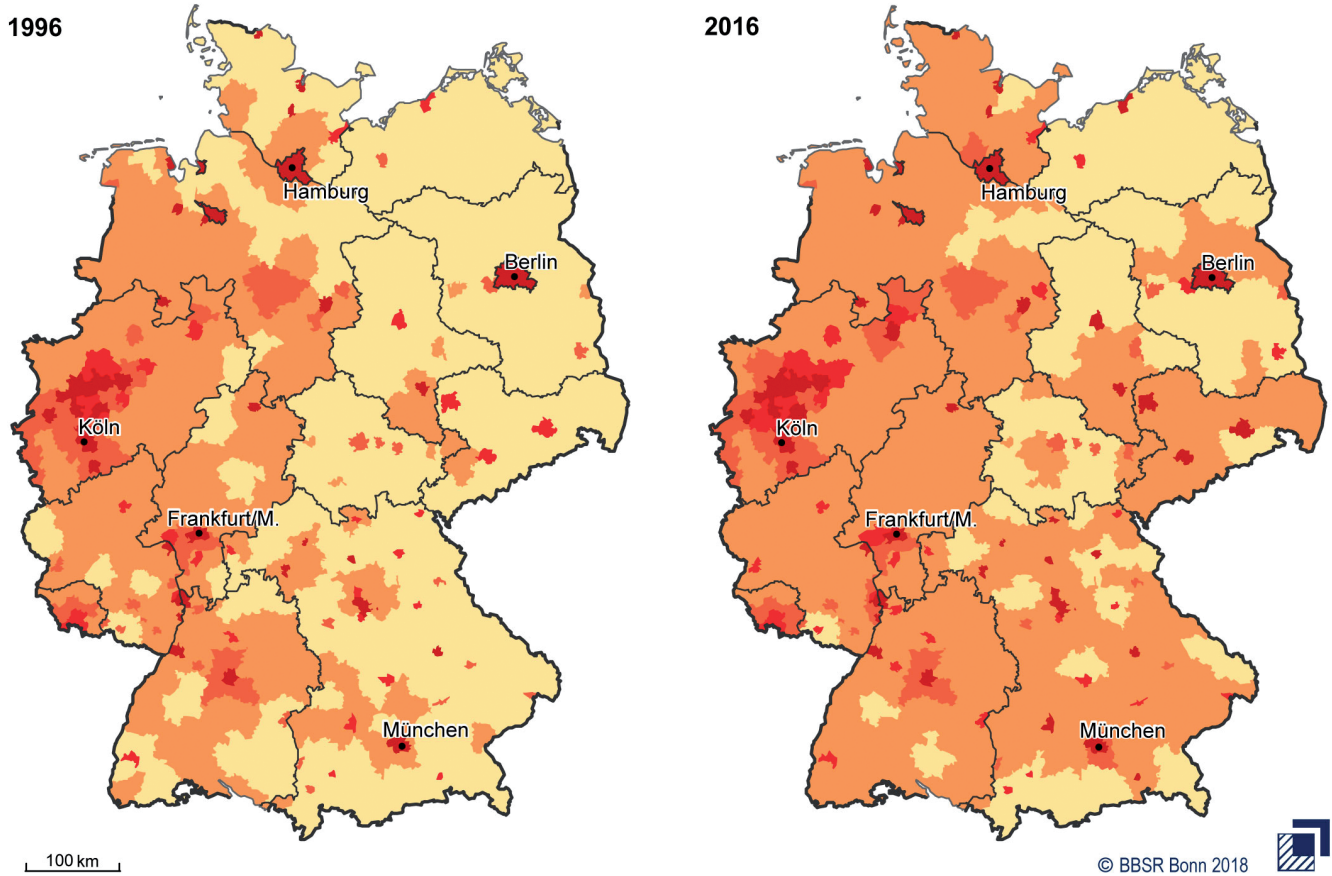 1996
Hamburg
Berlin
Köln
Frankfurt/M.
München
100 km
2016
Hamburg
Berlin
Köln
Frankfurt/M.
München
© BBSR Bonn 2018